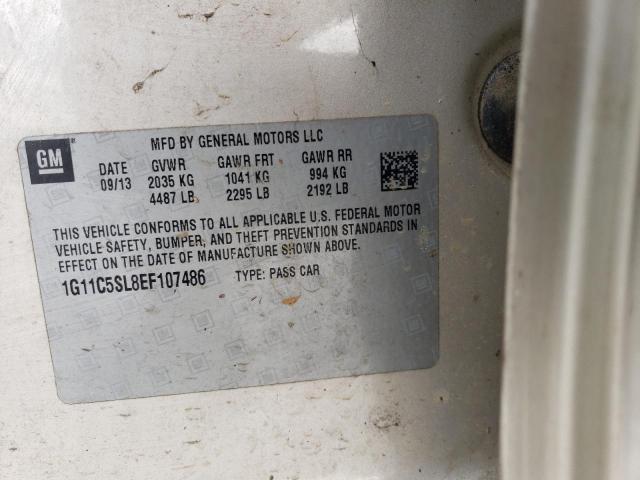 GM
MFD BY GENERAL MOTORS LLC
DATE GVWR GAWR FRT GAWR RR
09/13 2035 KG 1041 KG 994 KG
4487 LB 2295 LB 2192 LB
THIS VEHICLE CONFORMS TO ALL APPLICABLE U.S. FEDERAL MOTOR
VEHICLE SAFETY, BUMPER, AND THEFT PREVENTION STANDARDS IN
EFFECT ON THE DATE OF MANUFACTURE SHOWN ABOVE.
1G11C5SL8EF107486 TYPE: PASS CAR